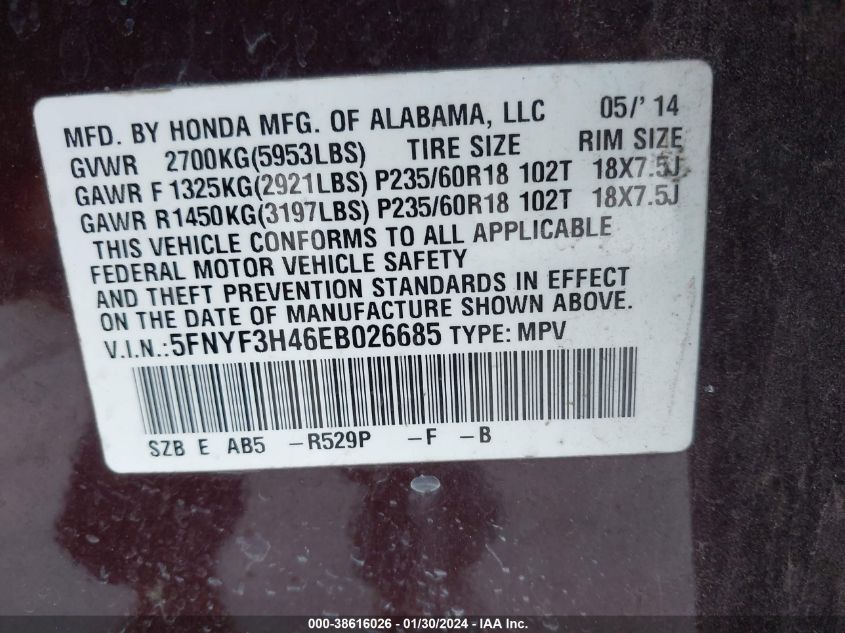 MFD. BY HONDA MFG. OF ALABAMA, LLC 05/' 14
GVWR 2700KG(5953LBS) TIRE SIZE RIM SIZE
GAWR F 1325KG(2921LBS) P235/60R18 102T 18X7.5J
GAWR R1450KG(3197LBS) P235/60R18 102T 18X7.5J
THIS VEHICLE CONFORMS TO ALL APPLICABLE
FEDERAL MOTOR VEHICLE SAFETY
AND THEFT PREVENTION STANDARDS IN EFFECT
ON THE DATE OF MANUFACTURE SHOWN ABOVE.
V.I.N.:5FNYF3H46EB026685 TYPE: MPV
SZB E AB5 -R529P -F -B
000-38616026 - 01/30/2024 - IAA, Inc.